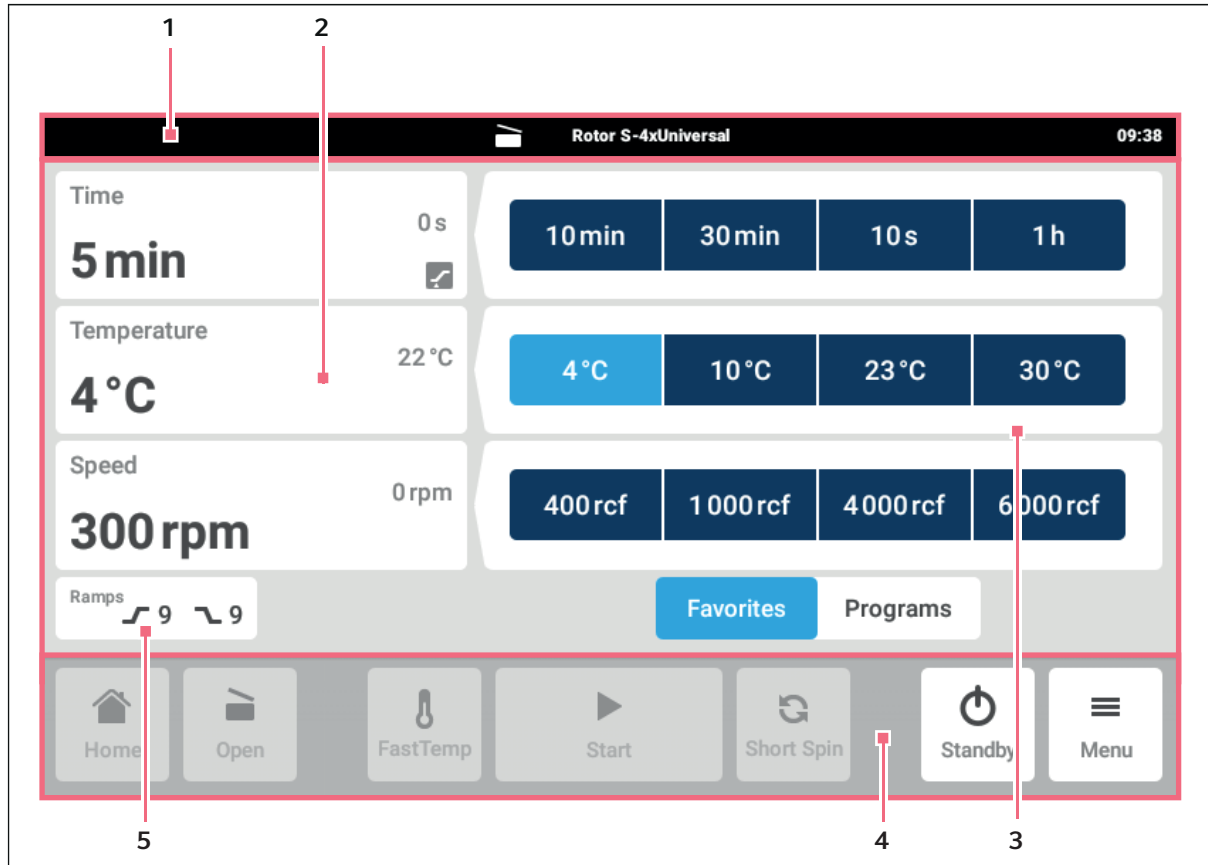 1 2
Rotor S-4xUniversal 09:38
Time
0 s
5 min
10 min 30 min 10 s 1 h
Temperature
22 °C
4 °C
4 °C 10 °C 23 °C 30 °C
Speed
0 rpm
300 rpm
400 rcf 1 000 rcf 4 000 rcf 6 000 rcf
Ramps
9 9
Favorites Programs
Home Open FastTemp Start Short Spin Standby Menu
5 4 3